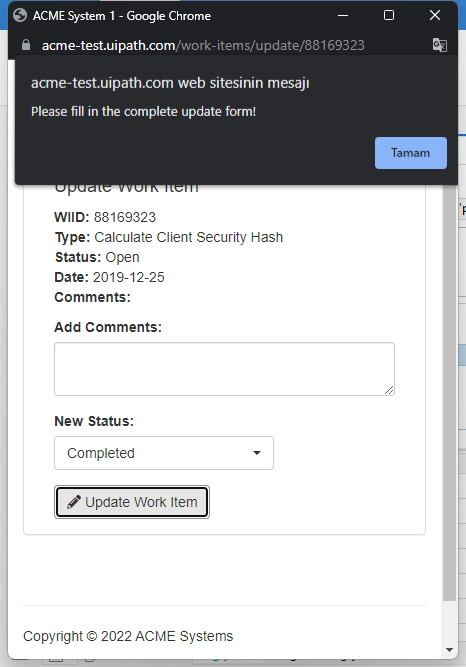 ACME System 1 - Google Chrome
acme-test.uipath.com/work-items/update/88169323
acme-test.uipath.com web sitesinin mesajı
Please fill in the complete update form!
Tamam
Update Work Item
WIID: 88169323
Type: Calculate Client Security Hash
Status: Open
Date: 2019-12-25
Comments:
Add Comments:
New Status:
Completed
Update Work Item
Copyright © 2022 ACME Systems